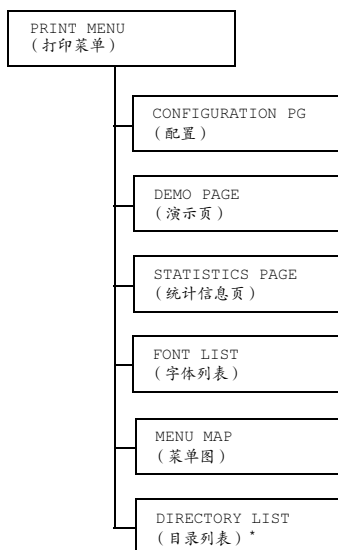 PRINT MENU
（打印菜单）
CONFIGURATION PG
（配置）
DEMO PAGE
（演示页）
STATISTICS PAGE
（统计信息页）
FONT LIST
（字体列表）
MENU MAP
（菜单图）
DIRECTORY LIST
（目录列表）*